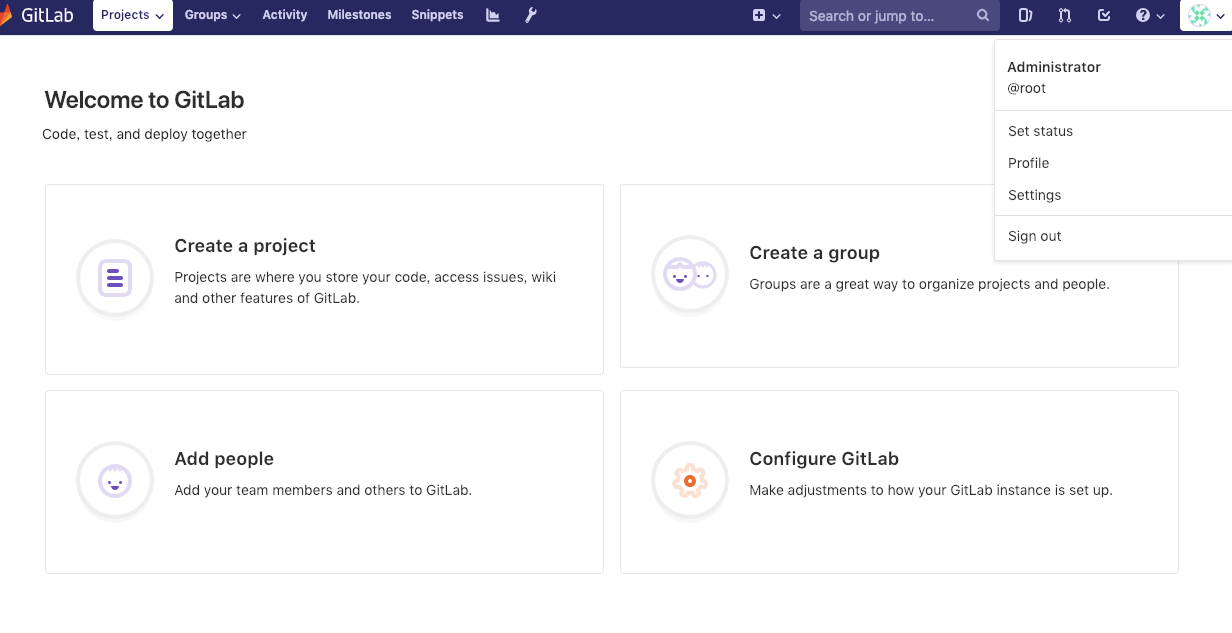 GitLab Projects Groups Activity Milestones Snippets Search or jump to...
Administrator
@root
Set status
Profile
Settings
Sign out
Welcome to GitLab
Code, test, and deploy together
Create a project
Projects are where you store your code, access issues, wiki
and other features of GitLab.
Create a group
Groups are a great way to organize projects and people.
Add people
Add your team members and others to GitLab.
Configure GitLab
Make adjustments to how your GitLab instance is set up.